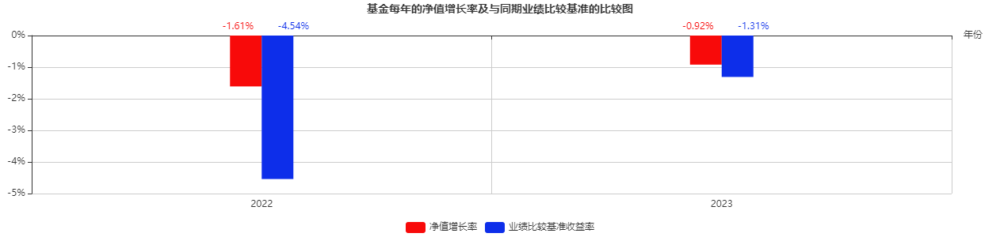 基金每年的净值增长率及与同期业绩比较基准的比较图
-1.61% -4.54% -0.92% -1.31%
0% 年份
-1%
-2%
-3%
-4%
-5%
2022 2023
净值增长率 业绩比较基准收益率